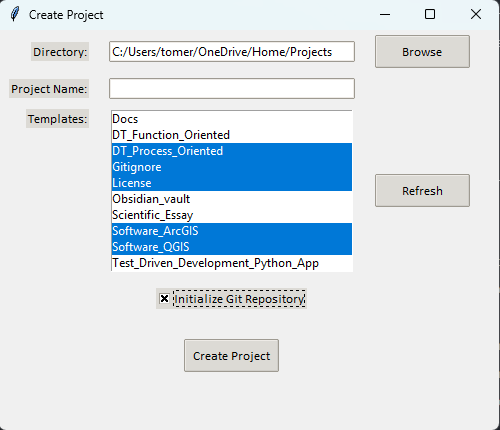 Create Project
Directory: C:/Users/tomer/OneDrive/Home/Projects Browse
Project Name:
Templates: Docs
DT_Function_Oriented
DT_Process_Oriented
Gitignore
License
Obsidian_vault
Refresh
Scientific_Essay
Software_ArcGIS
Software_QGIS
Test_Driven_Development_Python_App
Initialize Git Repository
Create Project